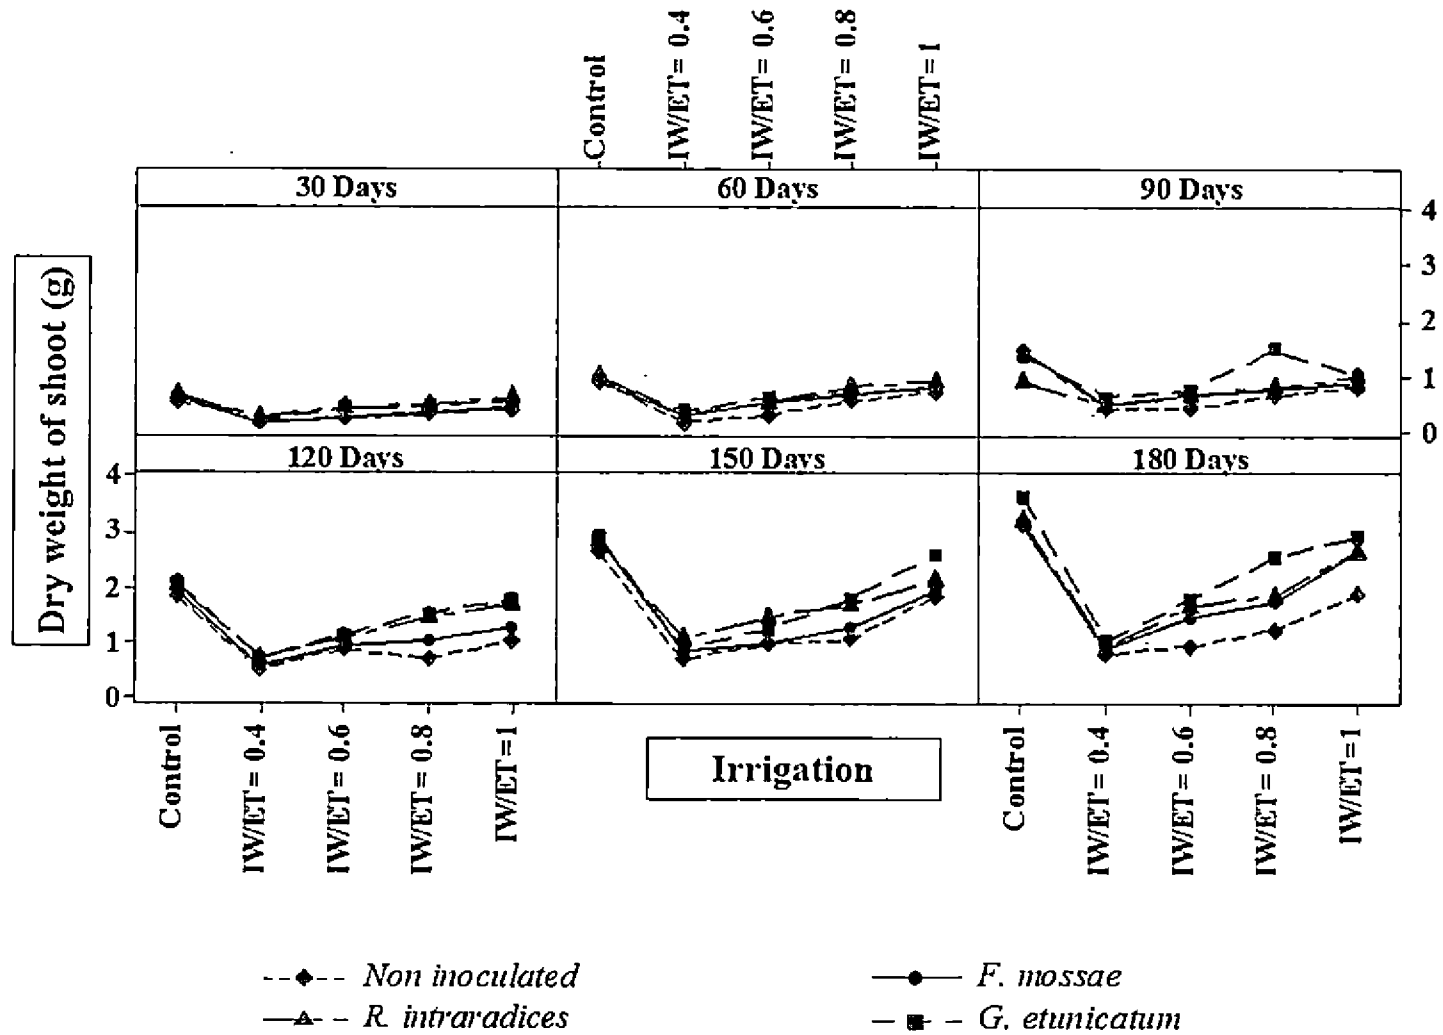 Control
IW/ET= 0.4
IW/ET= 0.6
IW/ET= 0.8
IW/ET=1
30 Days
60 Days
90 Days
4
3
2
1
0
Dry weight of shoot (g)
120 Days
150 Days
180 Days
4
3
2
1
0
Control
IW/ET= 0.4
IW/ET= 0.6
IW/ET= 0.8
IW/ET=1
Irrigation
Control
IW/ET= 0.4
IW/ET= 0.6
IW/ET= 0.8
IW/ET=1
Non inoculated
F. mossae
R. intraradices
G. etunicatum